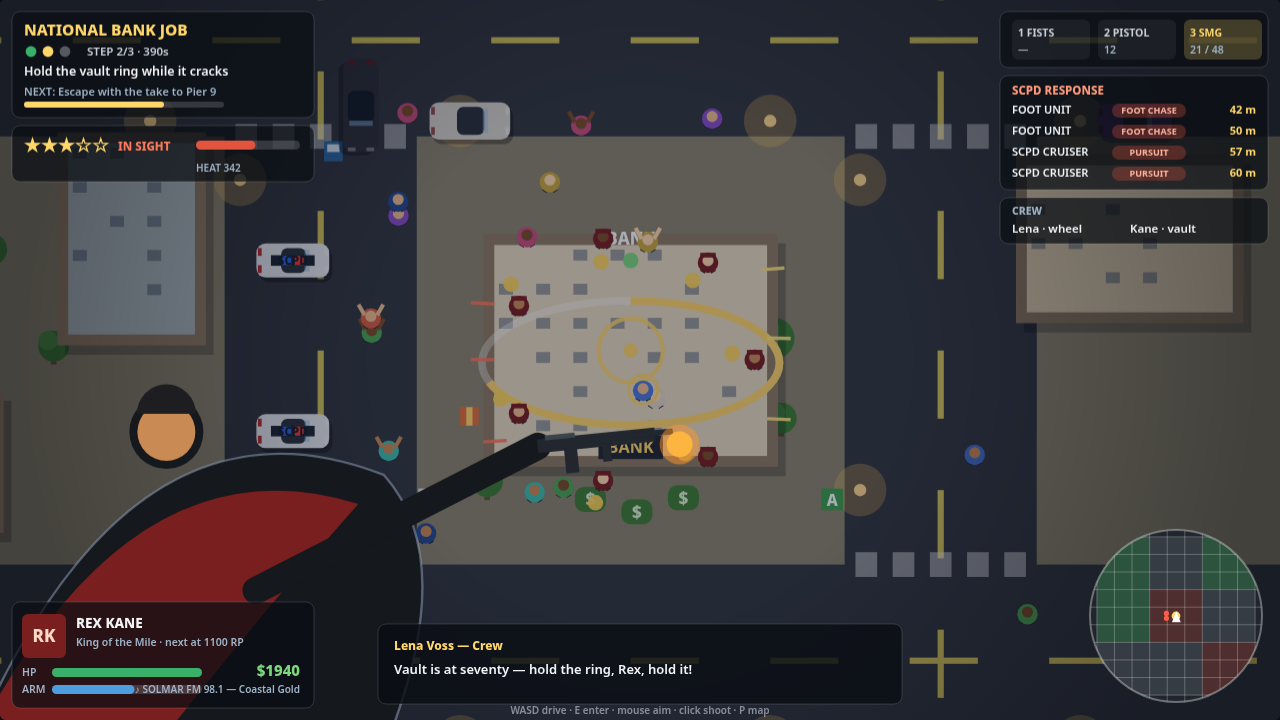 NATIONAL BANK JOB
STEP 2/3 · 390s
Hold the vault ring while it cracks
NEXT: Escape with the take to Pier 9
★★★☆☆ IN SIGHT
HEAT 342
1 FISTS
—
2 PISTOL
12
3 SMG
21 / 48
SCPD RESPONSE
FOOT UNIT FOOT CHASE 42 m
FOOT UNIT FOOT CHASE 50 m
SCPD CRUISER PURSUIT 57 m
SCPD CRUISER PURSUIT 60 m
CREW
Lena · wheel Kane · vault
BANK
BANK
$ $ $
A
RK
REX KANE
King of the Mile · next at 1100 RP
HP $1940
ARM ♪ SOLMAR FM 98.1 — Coastal Gold
Lena Voss — Crew
Vault is at seventy — hold the ring, Rex, hold it!
WASD drive · E enter · mouse aim · click shoot · P map